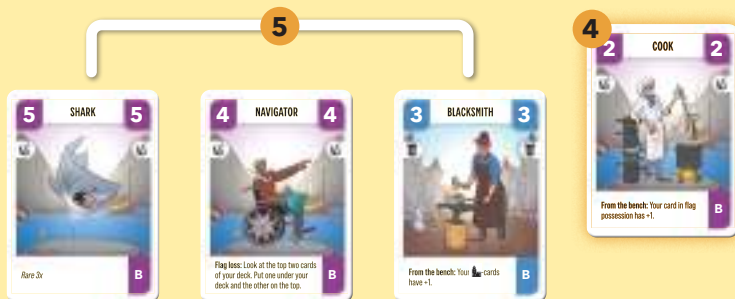 5
4
5 SHARK 5
Rare 3x
B
4 NAVIGATOR 4
Flag loss: Look at the top two cards
of your deck. Put one under your
deck and the other on the top.
B
3 BLACKSMITH 3
From the bench: Your -cards
have +1.
B
2 COOK 2
From the bench: Your card in flag
possession has +1.
B